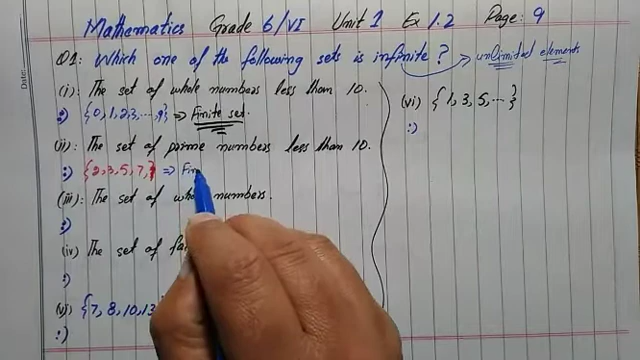 Mathematics Grade 6/VI Unit 1 Ex 1.2 Page: 9
Date:
Q1: Which one of the following sets is infinite? → unlimited elements
(i): The set of whole numbers less than 10.
:) {0,1,2,3,...,9} ⇒ Finite set.
(ii): The set of prime numbers less than 10.
:) {2,3,5,7,} ⇒ Fin
(iii): The set of whole numbers.
:)
(iv): The set of fa
:)
(v): {7, 8, 10, 13
:)
(vi) {1, 3, 5, ...}
:)